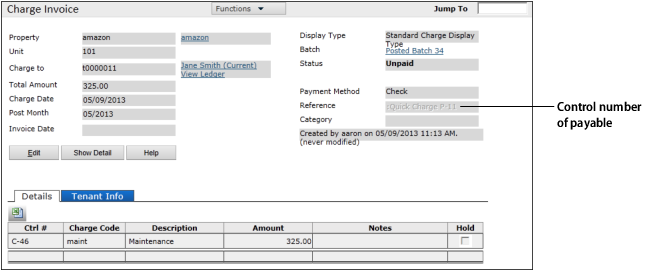 Charge Invoice
Functions
Jump To
Property amazon amazon
Unit 101
Charge to t0000011 Jane Smith (Current)
View Ledger
Total Amount 325.00
Charge Date 05/09/2013
Post Month 05/2013
Invoice Date
Display Type Standard Charge Display Type
Batch Posted Batch 34
Status Unpaid
Payment Method Check
Reference :Quick Charge P-11
Category
Created by aaron on 05/09/2013 11:13 AM.
(never modified)
Control number
of payable
Edit Show Detail Help
Details Tenant Info
Ctrl # Charge Code Description Amount Notes Hold
C-46 maint Maintenance 325.00